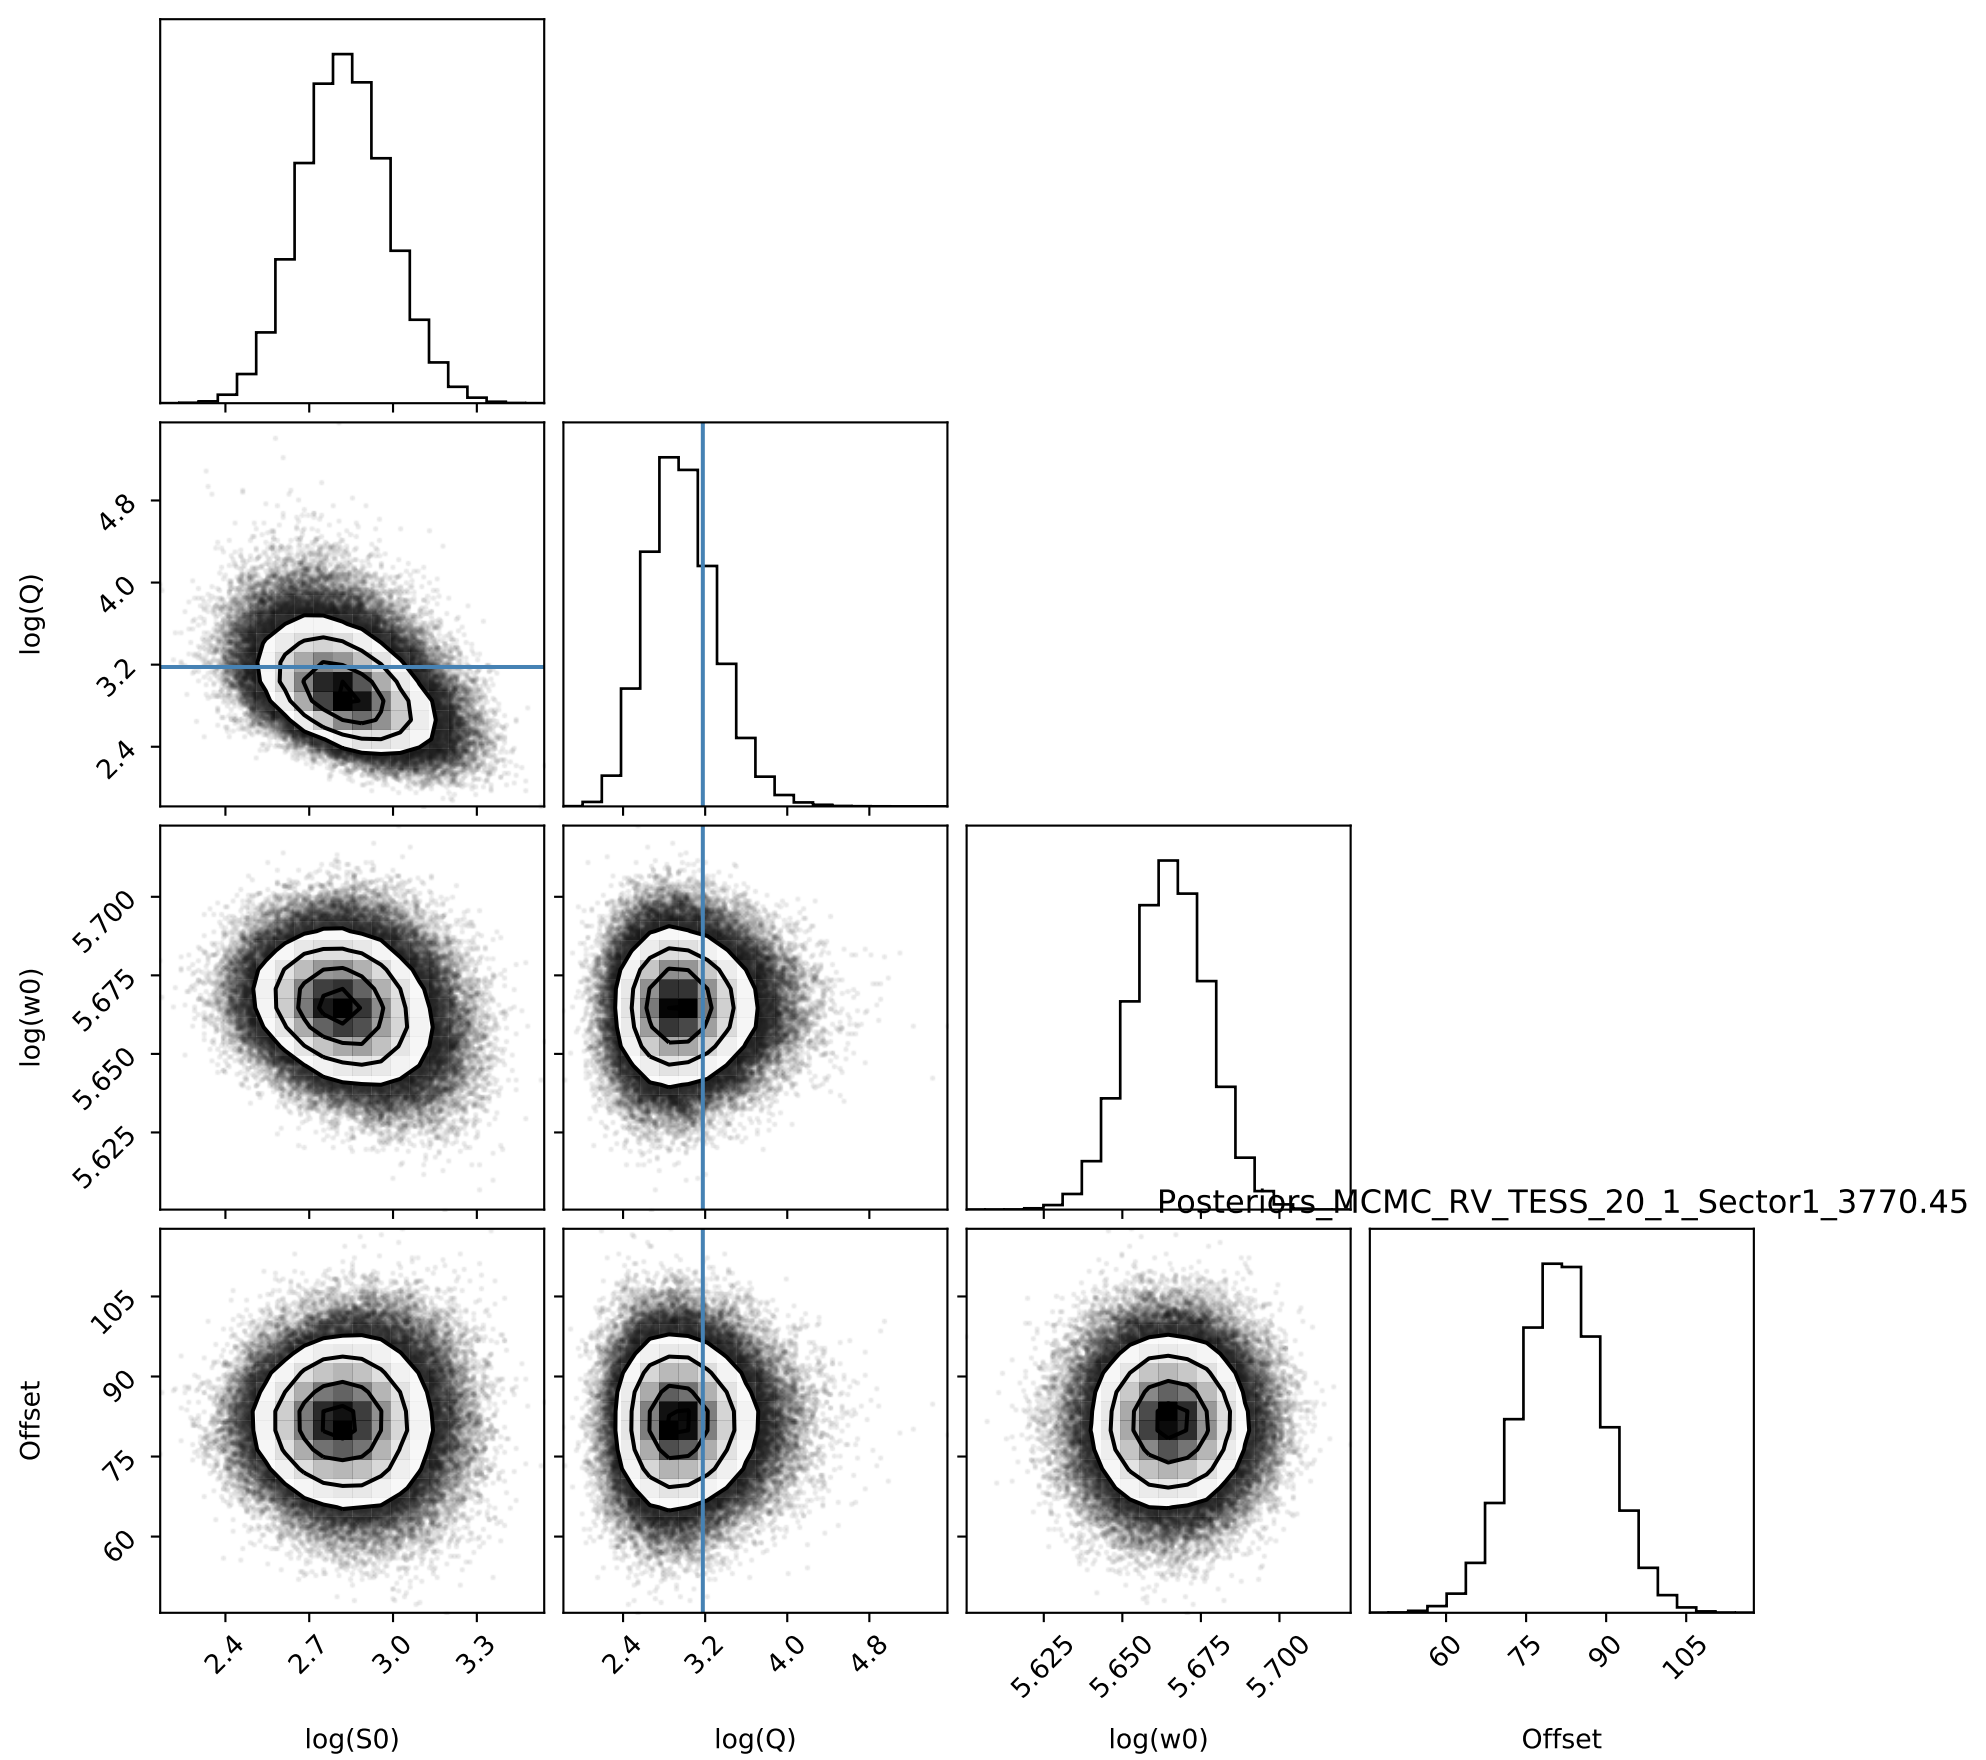 4.8
4.0
3.2
2.4
log(Q)
5.700
5.675
5.650
5.625
log(w0)
Posteriors_MCMC_RV_TESS_20_1_Sector1_3770.45
105
90
75
60
Offset
2.4 2.7 3.0 3.3
2.4 3.2 4.0 4.8
5.625 5.650 5.675 5.700
60 75 90 105
log(S0) log(Q) log(w0) Offset